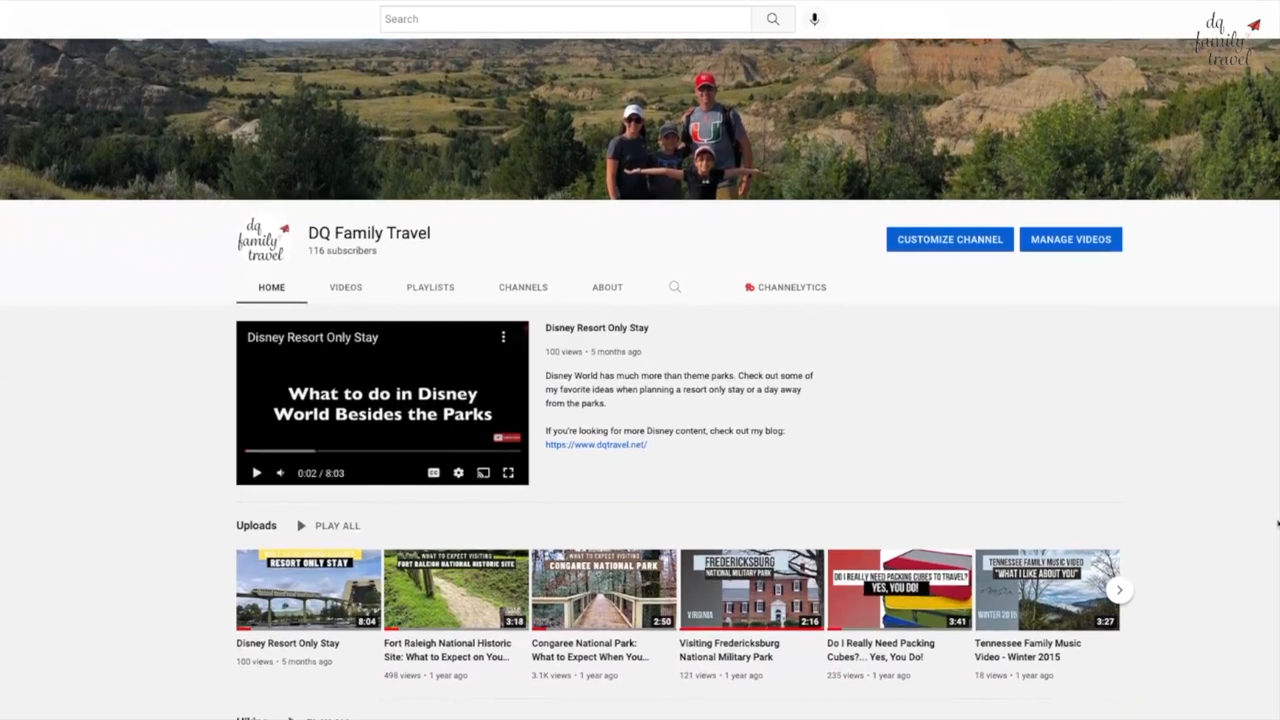 Search
dq
family
travel
U
dq
family
travel
DQ Family Travel
116 subscribers
CUSTOMIZE CHANNEL
MANAGE VIDEOS
HOME
VIDEOS
PLAYLISTS
CHANNELS
ABOUT
CHANNELYTICS
Disney Resort Only Stay
What to do in Disney
World Besides the Parks
0:02 / 8:03
Disney Resort Only Stay
100 views • 5 months ago
Disney World has much more than theme parks. Check out some of
my favorite ideas when planning a resort only stay or a day away
from the parks.
If you're looking for more Disney content, check out my blog:
https://www.dqtravel.net/
Uploads
PLAY ALL
RESORT ONLY STAY
8:04
WHAT TO EXPECT VISITING
FORT RALEIGH NATIONAL HISTORIC SITE
3:18
WHAT TO EXPECT VISITING
CONGAREE NATIONAL PARK
2:50
FREDERICKSBURG
NATIONAL MILITARY PARK
VIRGINIA
2:16
DO I REALLY NEED PACKING CUBES TO TRAVEL?
YES, YOU DO!
3:41
TENNESSEE FAMILY MUSIC VIDEO
"WHAT I LIKE ABOUT YOU"
WINTER 2015
3:27
Disney Resort Only Stay
100 views • 5 months ago
Fort Raleigh National Historic
Site: What to Expect on You...
498 views • 1 year ago
Congaree National Park:
What to Expect When You...
3.1K views • 1 year ago
Visiting Fredericksburg
National Military Park
121 views • 1 year ago
Do I Really Need Packing
Cubes?... Yes, You Do!
235 views • 1 year ago
Tennessee Family Music
Video - Winter 2015
18 views • 1 year ago